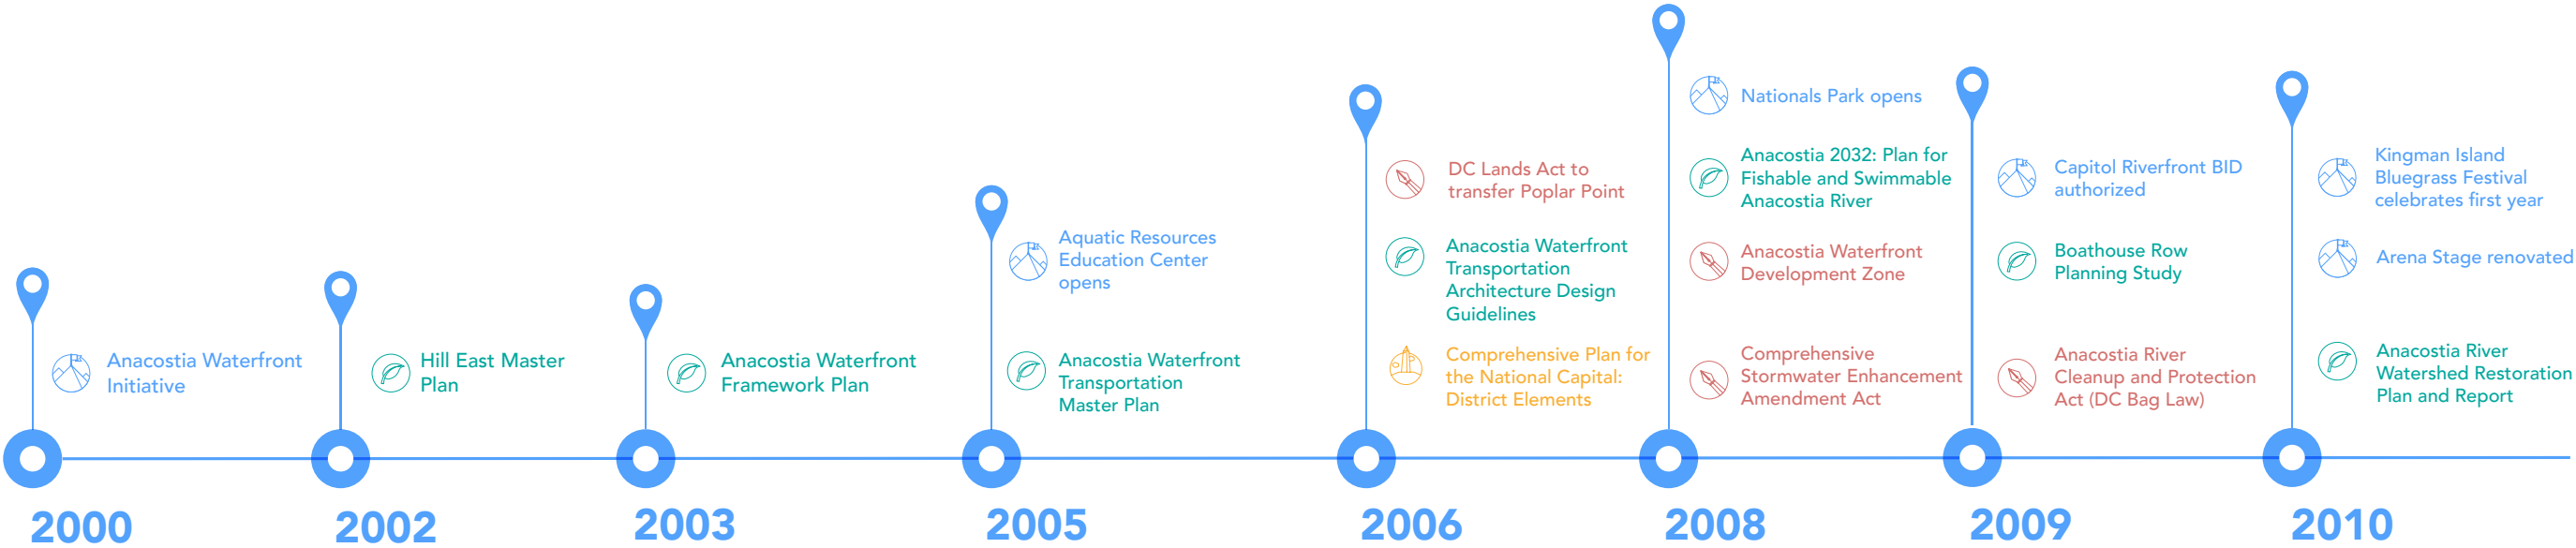 Anacostia Waterfront
Initiative
2000
Hill East Master
Plan
2002
Anacostia Waterfront
Framework Plan
2003
Aquatic Resources
Education Center
opens
Anacostia Waterfront
Transportation
Master Plan
2005
DC Lands Act to
transfer Poplar Point
Anacostia Waterfront
Transportation
Architecture Design
Guidelines
Comprehensive Plan for
the National Capital:
District Elements
2006
Nationals Park opens
Anacostia 2032: Plan for
Fishable and Swimmable
Anacostia River
Anacostia Waterfront
Development Zone
Comprehensive
Stormwater Enhancement
Amendment Act
2008
Capitol Riverfront BID
authorized
Boathouse Row
Planning Study
Anacostia River
Cleanup and Protection
Act (DC Bag Law)
2009
Kingman Island
Bluegrass Festival
celebrates first year
Arena Stage renovated
Anacostia River
Watershed Restoration
Plan and Report
2010